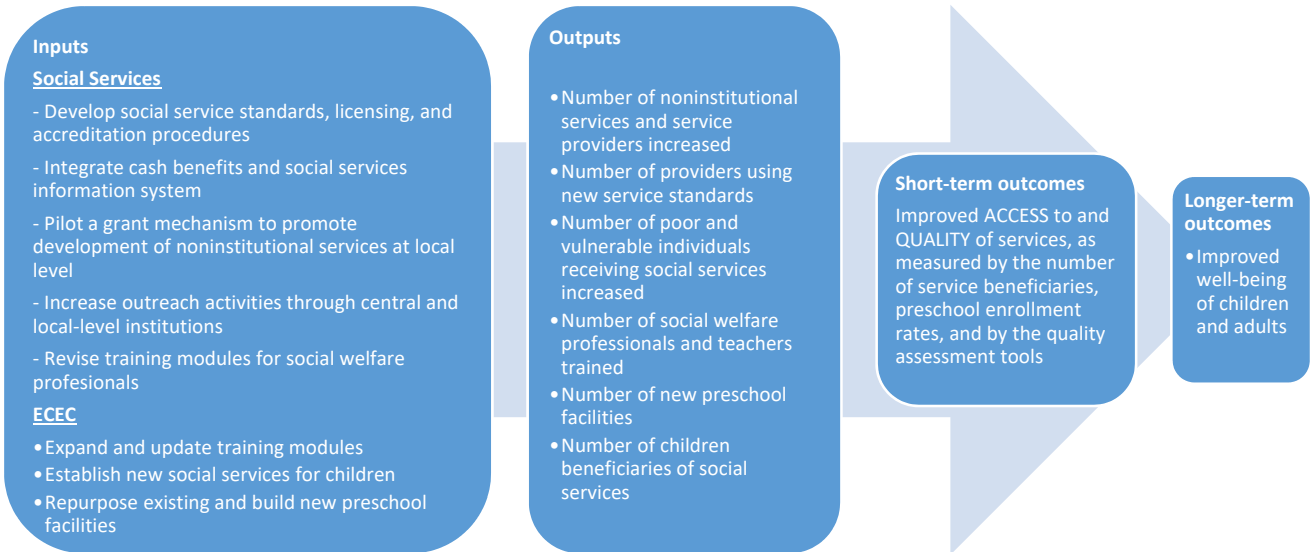 Inputs
Social Services
- Develop social service standards, licensing, and
accreditation procedures
- Integrate cash benefits and social services
information system
- Pilot a grant mechanism to promote
development of noninstitutional services at local
level
- Increase outreach activities through central and
local-level institutions
- Revise training modules for social welfare
profesionals
ECEC
•Expand and update training modules
•Establish new social services for children
•Repurpose existing and build new preschool
facilities
Outputs
•Number of noninstitutional
services and service
providers increased
•Number of providers using
new service standards
•Number of poor and
vulnerable individuals
receiving social services
increased
•Number of social welfare
professionals and teachers
trained
•Number of new preschool
facilities
•Number of children
beneficiaries of social
services
Short-term outcomes
Improved ACCESS to and
QUALITY of services, as
measured by the number
of service beneficiaries,
preschool enrollment
rates, and by the quality
assessment tools
Longer-term
outcomes
•Improved
well-being
of children
and adults